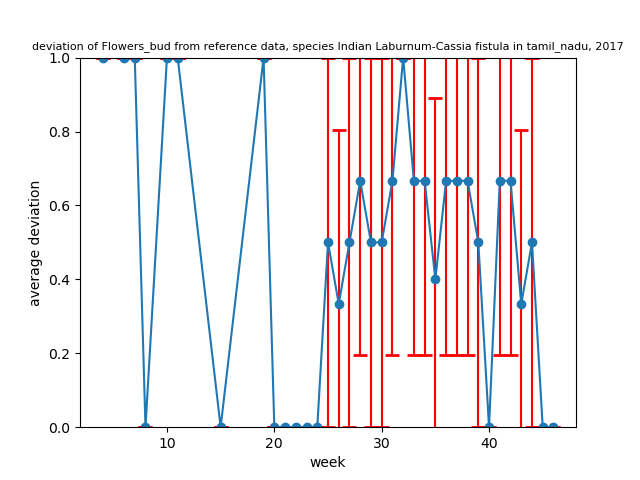 deviation of Flowers_bud from reference data, species Indian Laburnum-Cassia fistula in tamil_nadu, 2017
1.0
0.8
0.6
0.4
0.2
0.0
average deviation
10 20 30 40
week